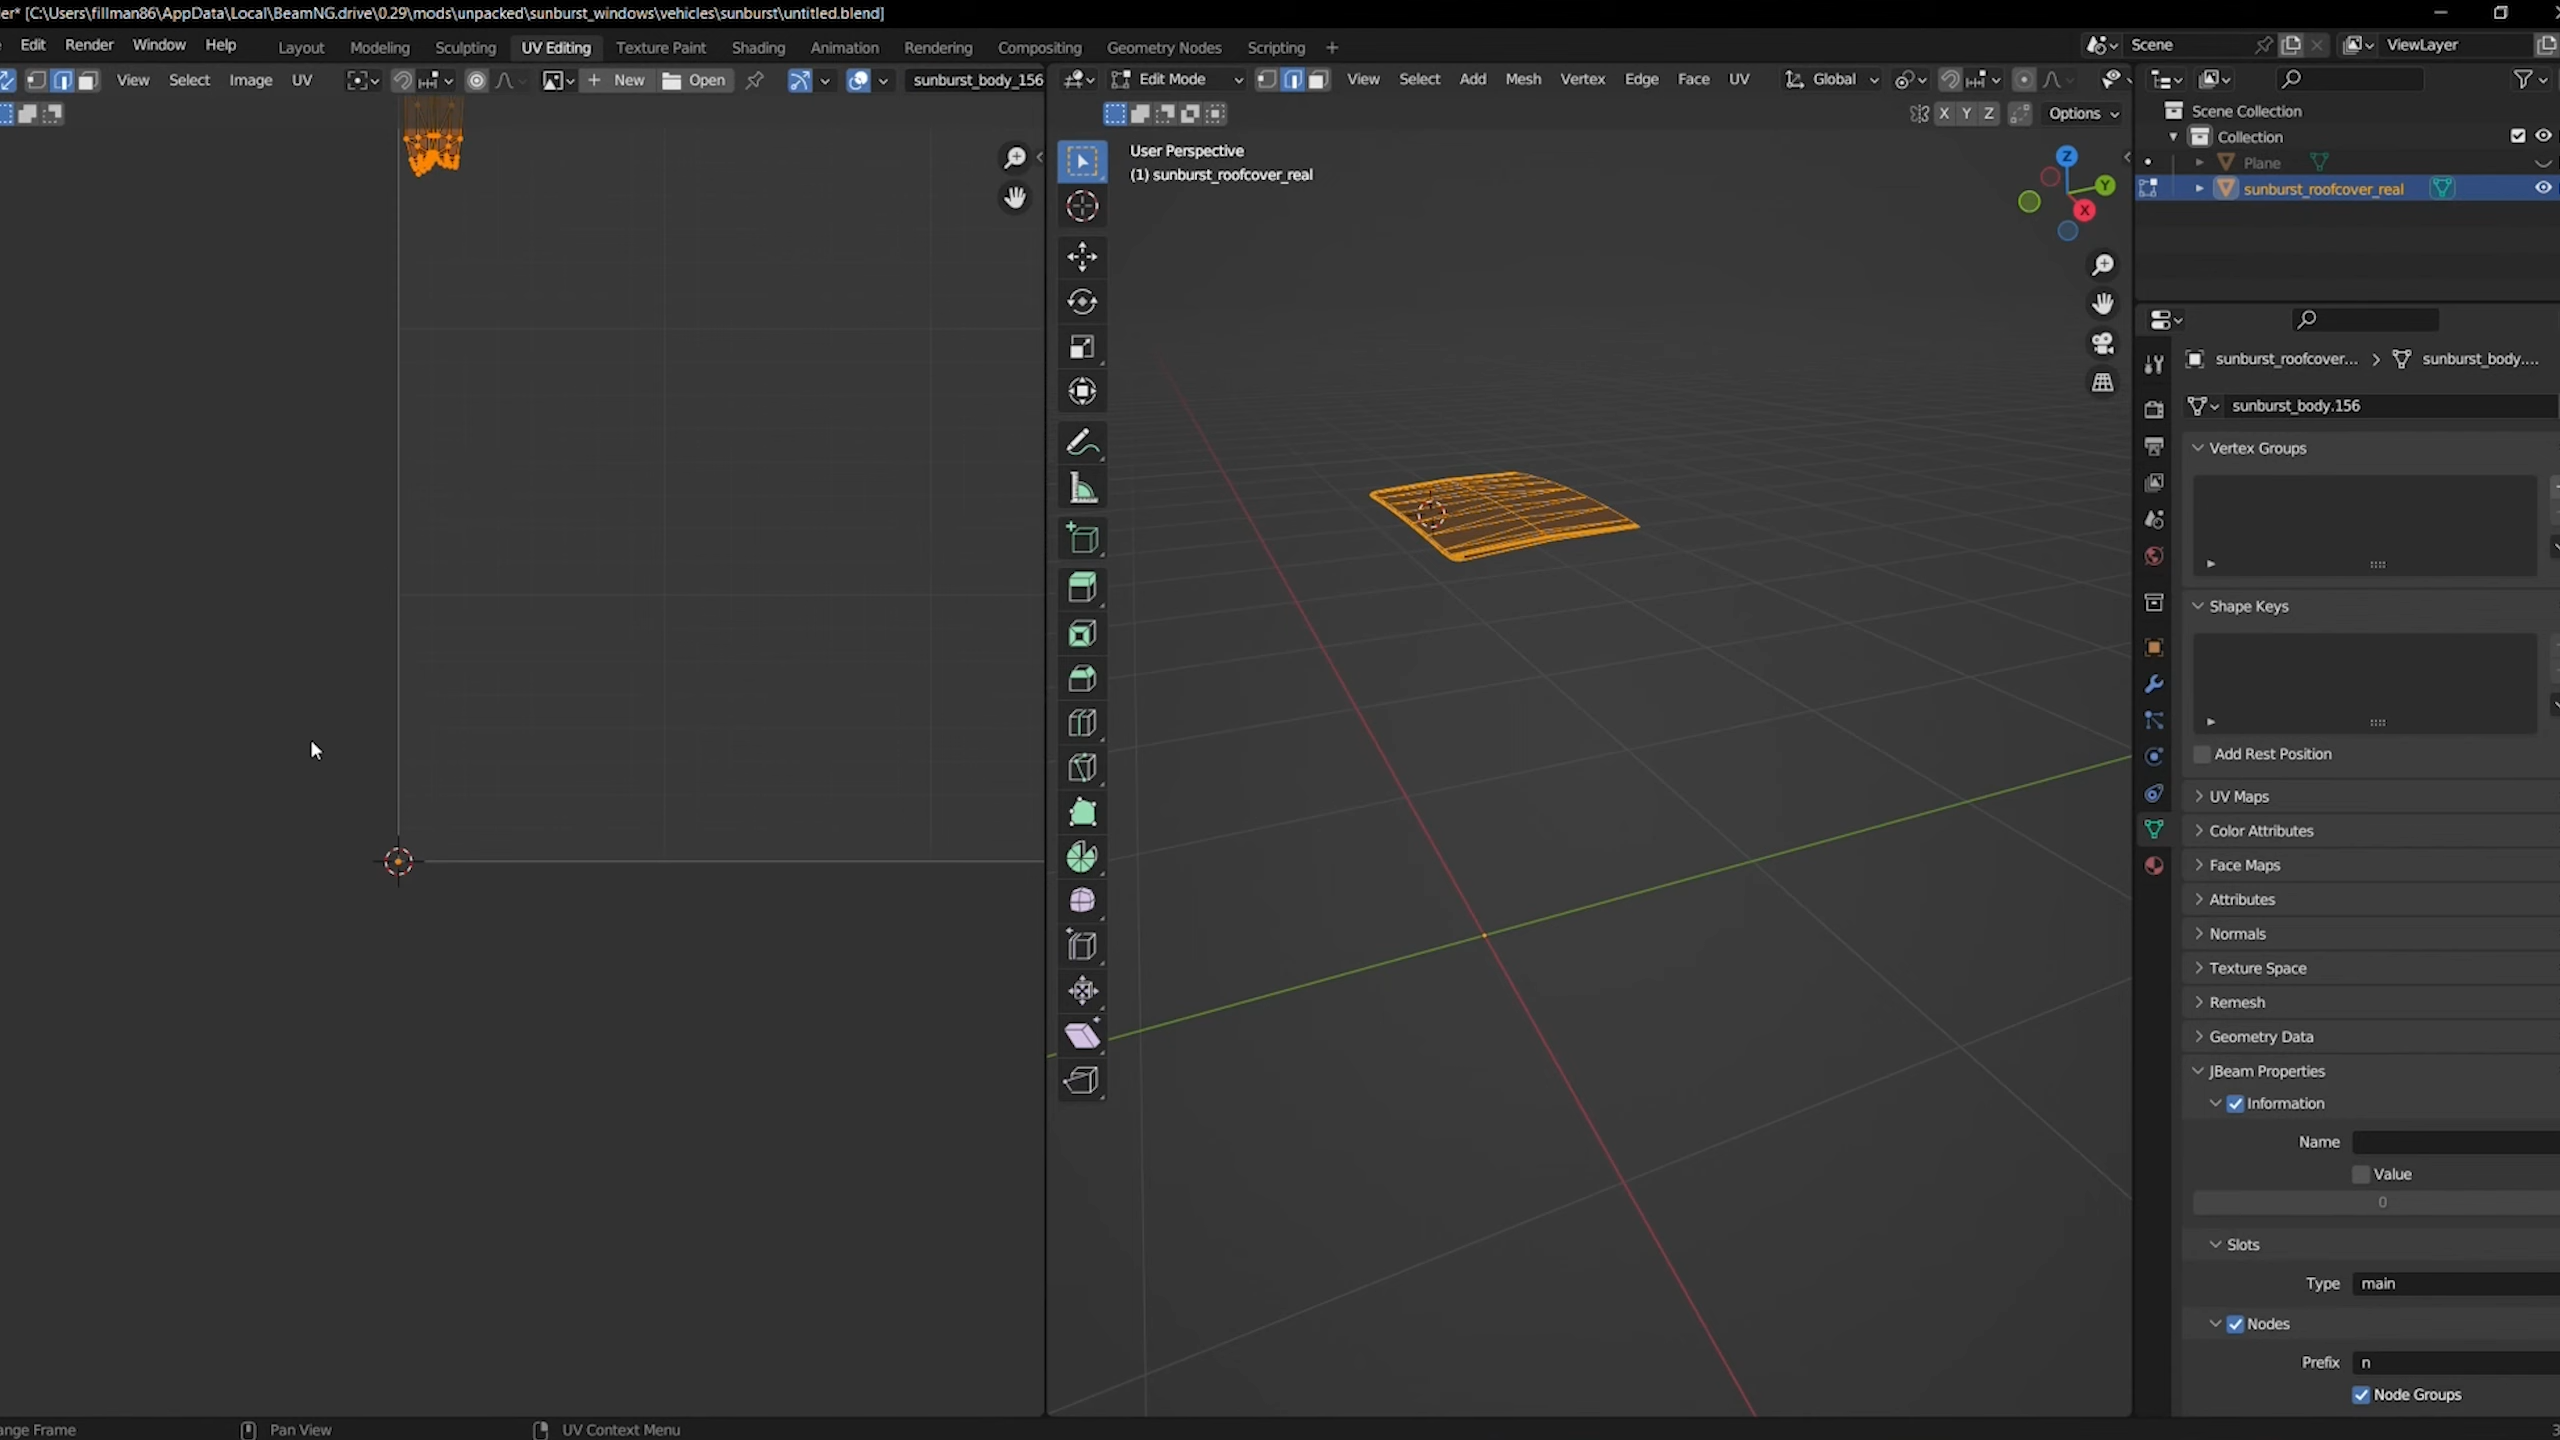 er* [C:\Users\fillman86\AppData\Local\BeamNG.drive\0.29\mods\unpacked\sunburst_windows\vehicles\sunburst\untitled.blend]
Edit Render Window Help Layout Modeling Sculpting UV Editing Texture Paint Shading Animation Rendering Compositing Geometry Nodes Scripting + Scene ViewLayer
View Select Image UV + New Open sunburst_body_156 Edit Mode View Select Add Mesh Vertex Edge Face UV Global
X Y Z Options
Scene Collection
Collection
Plane
sunburst_roofcover_real
User Perspective
(1) sunburst_roofcover_real
Z
Y
X
sunburst_roofcover... > sunburst_body....
sunburst_body.156
Vertex Groups
Shape Keys
Add Rest Position
UV Maps
Color Attributes
Face Maps
Attributes
Normals
Texture Space
Remesh
Geometry Data
JBeam Properties
Information
Name
Value
0
Slots
Type main
Nodes
Prefix n
Node Groups
ange Frame Pan View UV Context Menu